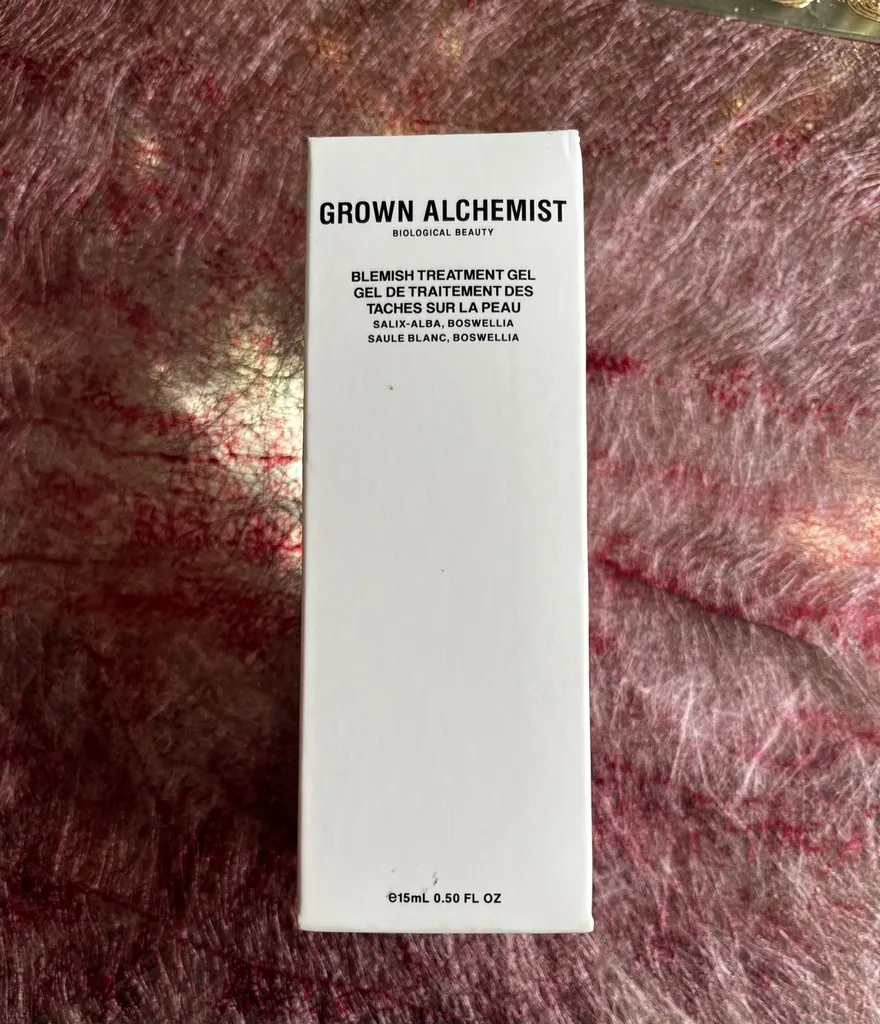 GROWN ALCHEMIST
BIOLOGICAL BEAUTY
BLEMISH TREATMENT GEL
GEL DE TRAITEMENT DES
TACHES SUR LA PEAU
SALIX-ALBA, BOSWELLIA
SAULE BLANC, BOSWELLIA
℮15mL 0.50 FL OZ